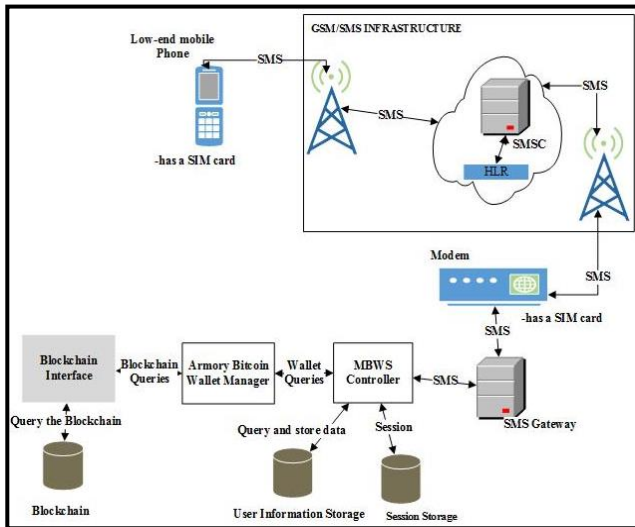 GSM/SMS INFRASTRUCTURE
Low-end mobile
Phone
SMS
SMS
SMS
SMSC
HLR
-has a SIM card
Modem
SMS
-has a SIM card
SMS
Blockchain
Interface
Blockchain
Queries
Armory Bitcoin
Wallet Manager
Wallet
Queries
MBWS
Controller
SMS
SMS Gateway
Query the Blockchain
Query and store data
Session
Blockchain
User Information Storage
Session Storage